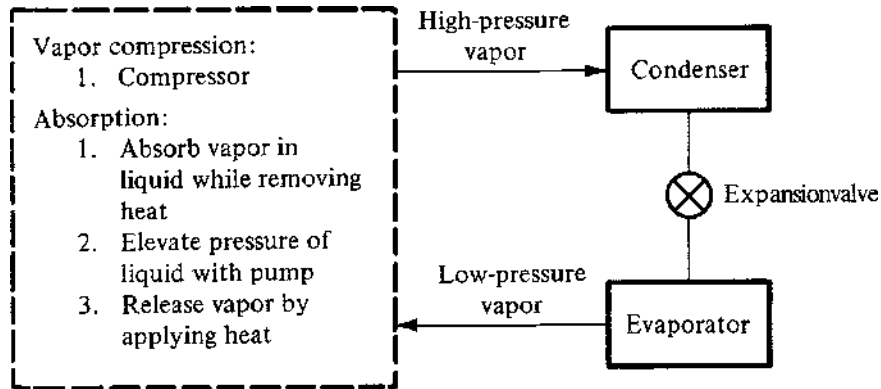 Vapor compression:
1. Compressor
Absorption:
1. Absorb vapor in
liquid while removing
heat
2. Elevate pressure of
liquid with pump
3. Release vapor by
applying heat
High-pressure
vapor
Condenser
Expansionvalve
Low-pressure
vapor
Evaporator